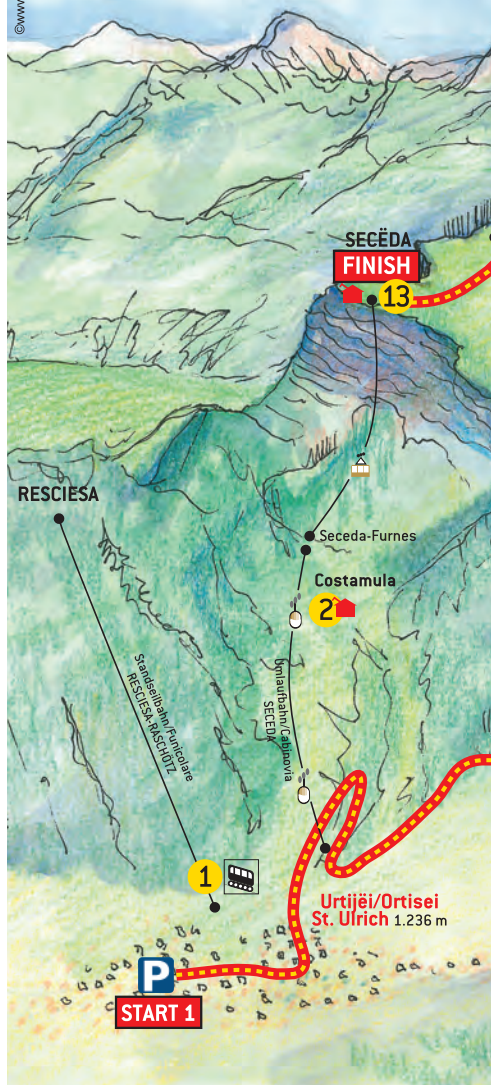 ©www
SECËDA
FINISH
13
RESCIESA
Seceda-Furnes
Costamula
2
Standseilbahn/Funicolare
RESCIESA-RASCHÖTZ
Umlaufbahn/Cabinovia
SECEDA
1
Urtijëi/Ortisei
St. Ulrich 1.236 m
P
START 1